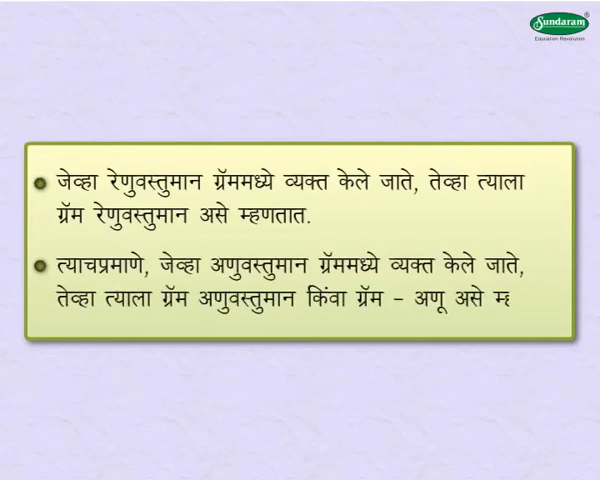 Sundaram
Education Revolution
जेव्हा रेणुवस्तुमान ग्रॅममध्ये व्यक्त केले जाते, तेव्हा त्याला
ग्रॅम रेणुवस्तुमान असे म्हणतात.
त्याचप्रमाणे, जेव्हा अणुवस्तुमान ग्रॅममध्ये व्यक्त केले जाते,
तेव्हा त्याला ग्रॅम अणुवस्तुमान किंवा ग्रॅम - अणू असे